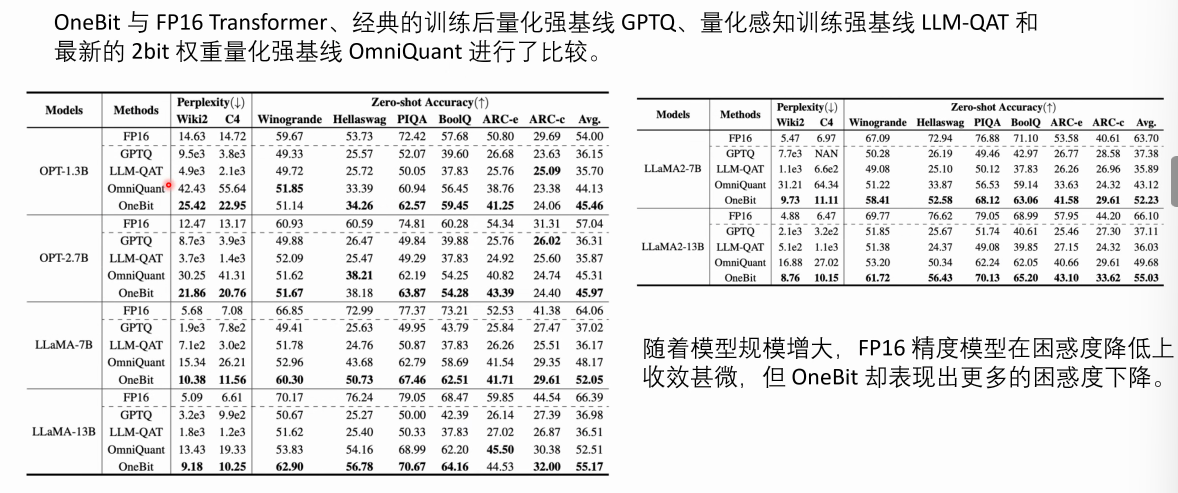 OneBit 与 FP16 Transformer、经典的训练后量化强基线 GPTQ、量化感知训练强基线 LLM-QAT 和
最新的 2bit 权重量化强基线 OmniQuant 进行了比较。
Models Methods Perplexity(↓) Zero-shot Accuracy(↑)
Wiki2 C4 Winogrande Hellaswag PIQA BoolQ ARC-e ARC-c Avg.
OPT-1.3B
FP16 14.63 14.72 59.67 53.73 72.42 57.68 50.80 29.69 54.00
GPTQ 9.5e3 3.8e3 49.33 25.57 52.07 39.60 26.68 23.63 36.15
LLM-QAT 4.9e3 2.1e3 49.72 25.72 50.05 37.83 25.76 25.09 35.70
OmniQuant 42.43 55.64 51.85 33.39 60.94 56.45 38.76 23.38 44.13
OneBit 25.42 22.95 51.14 34.26 62.57 59.45 41.25 24.06 45.46
OPT-2.7B
FP16 12.47 13.17 60.93 60.59 74.81 60.28 54.34 31.31 57.04
GPTQ 8.7e3 3.9e3 49.88 26.47 49.84 39.88 25.76 26.02 36.31
LLM-QAT 3.7e3 1.4e3 52.09 25.47 49.29 37.83 24.92 25.60 35.87
OmniQuant 30.25 41.31 51.62 38.21 62.19 54.25 40.82 24.74 45.31
OneBit 21.86 20.76 51.67 38.18 63.87 54.28 43.39 24.40 45.97
LLaMA-7B
FP16 5.68 7.08 66.85 72.99 77.37 73.21 52.53 41.38 64.06
GPTQ 1.9e3 7.8e2 49.41 25.63 49.95 43.79 25.84 27.47 37.02
LLM-QAT 7.1e2 3.0e2 51.78 24.76 50.87 37.83 26.26 25.51 36.17
OmniQuant 15.34 26.21 52.96 43.68 62.79 58.69 41.54 29.35 48.17
OneBit 10.38 11.56 60.30 50.73 67.46 62.51 41.71 29.61 52.05
LLaMA-13B
FP16 5.09 6.61 70.17 76.24 79.05 68.47 59.85 44.54 66.39
GPTQ 3.2e3 9.9e2 50.67 25.27 50.00 42.39 26.14 27.39 36.98
LLM-QAT 1.8e3 1.2e3 51.62 25.40 50.33 37.83 27.02 26.87 36.51
OmniQuant 13.43 19.33 53.83 54.16 68.99 62.20 45.50 30.38 52.51
OneBit 9.18 10.25 62.90 56.78 70.67 64.16 44.53 32.00 55.17
Models Methods Perplexity(↓) Zero-shot Accuracy(↑)
Wiki2 C4 Winogrande Hellaswag PIQA BoolQ ARC-e ARC-c Avg.
LLaMA2-7B
FP16 5.47 6.97 67.09 72.94 76.88 71.10 53.58 40.61 63.70
GPTQ 7.7e3 NAN 50.28 26.19 49.46 42.97 26.77 28.58 37.38
LLM-QAT 1.1e3 6.6e2 49.08 25.10 50.12 37.83 26.26 26.96 35.89
OmniQuant 31.21 64.34 51.22 33.87 56.53 59.14 33.63 24.32 43.12
OneBit 9.73 11.11 58.41 52.58 68.12 63.06 41.58 29.61 52.23
LLaMA2-13B
FP16 4.88 6.47 69.77 76.62 79.05 68.99 57.95 44.20 66.10
GPTQ 2.1e3 3.2e2 51.85 25.67 51.74 40.61 25.46 27.30 37.11
LLM-QAT 5.1e2 1.1e3 51.38 24.37 49.08 39.85 27.15 24.32 36.03
OmniQuant 16.88 27.02 53.20 50.34 62.24 62.05 40.66 29.61 49.68
OneBit 8.76 10.15 61.72 56.43 70.13 65.20 43.10 33.62 55.03
随着模型规模增大，FP16 精度模型在困惑度降低上
收效甚微，但 OneBit 却表现出更多的困惑度下降。